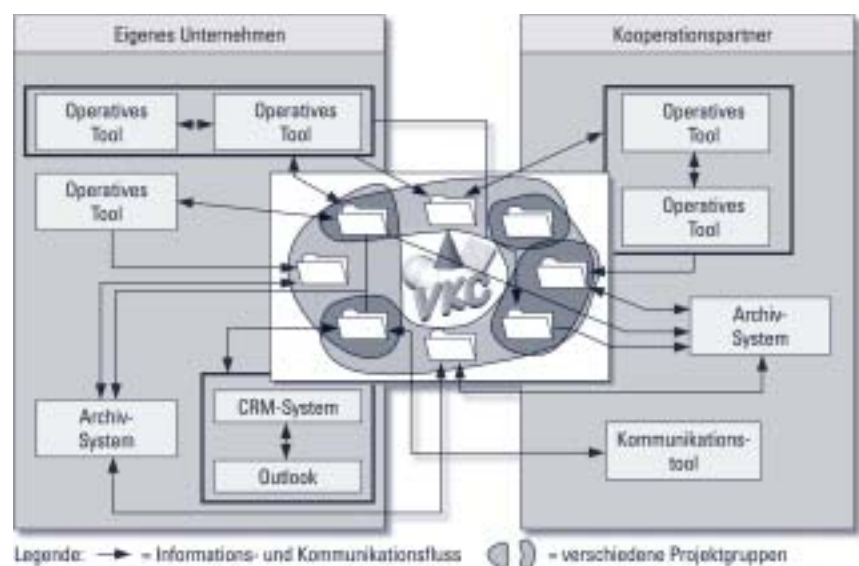 Eigenes Unternehmen
Kooperationspartner
Operatives
Tool
Operatives
Tool
Operatives
Tool
Operatives
Tool
Operatives
Tool
VKC
Archiv-
System
Archiv-
System
CRM-System
Outlook
Kommunikations-
tool
Legende: = Informations- und Kommunikationsfluss = verschiedene Projektgruppen